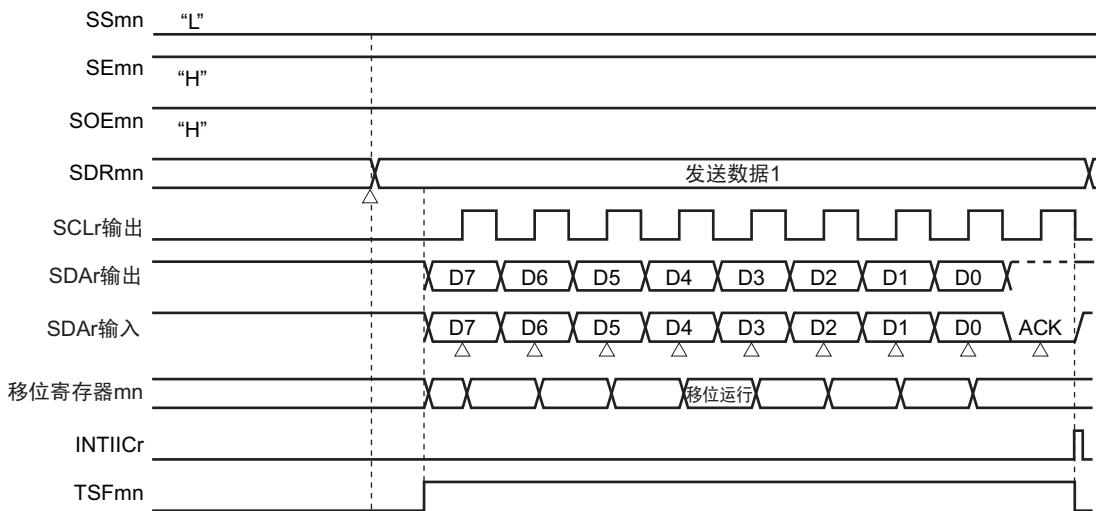 SSmn “L”
SEmn “H”
SOEmn “H”
SDRmn 发送数据1
SCLr输出
SDAr输出 D7 D6 D5 D4 D3 D2 D1 D0
SDAr输入 D7 D6 D5 D4 D3 D2 D1 D0 ACK
移位寄存器mn 移位运行
INTIICr
TSFmn